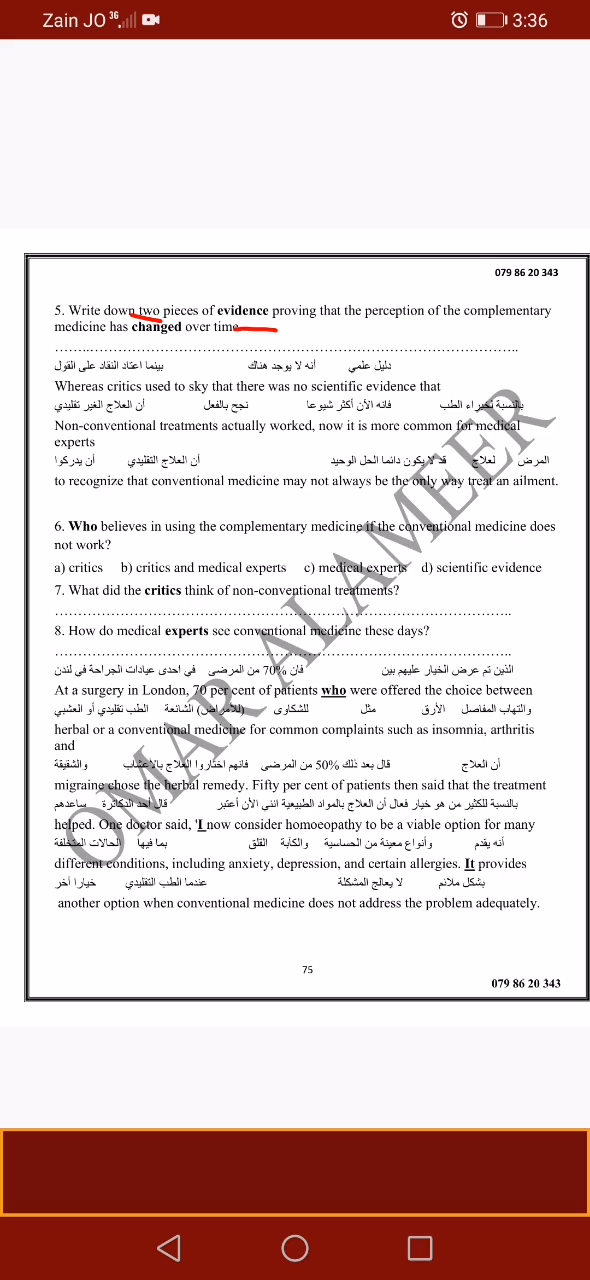 Zain JO 36 3:36
079 86 20 343
5. Write down two pieces of evidence proving that the perception of the complementary
medicine has changed over time
……………………………………………………………………………………..
بينما اعتاد النقاد على القول أنه لا يوجد هناك دليل علمي
Whereas critics used to sky that there was no scientific evidence that
أن العلاج الغير تقليدي نجح بالفعل فانه الآن أكثر شيوعا بالنسبة لخبراء الطب
Non-conventional treatments actually worked, now it is more common for medical
experts
أن يدركوا أن العلاج التقليدي قد لا يكون دائما الحل الوحيد لعلاج المرض
to recognize that conventional medicine may not always be the only way treat an ailment.
6. Who believes in using the complementary medicine if the conventional medicine does
not work?
a) critics b) critics and medical experts c) medical experts d) scientific evidence
7. What did the critics think of non-conventional treatments?
……………………………………………………………………………………..
8. How do medical experts see conventional medicine these days?
……………………………………………………………………………………..
في احدى عيادات الجراحة في لندن فان 70% من المرضى الذين تم عرض الخيار عليهم بين
At a surgery in London, 70 per cent of patients who were offered the choice between
الطب تقليدي أو العشبي (للأمراض) الشائعة للشكاوى مثل الأرق والتهاب المفاصل
herbal or a conventional medicine for common complaints such as insomnia, arthritis
and
والشقيقة فانهم اختاروا العلاج بالاعشاب قال بعد ذلك 50% من المرضى أن العلاج
migraine chose the herbal remedy. Fifty per cent of patients then said that the treatment
ساعدهم قال أحد الدكاترة انني الآن أعتبر أن العلاج بالمواد الطبيعية هو خيار فعال بالنسبة للكثير من
helped. One doctor said, 'I now consider homoeopathy to be a viable option for many
الحالات المختلفة بما فيها القلق والكآبة وأنواع معينة من الحساسية أنه يقدم
different conditions, including anxiety, depression, and certain allergies. It provides
خيارا آخر عندما الطب التقليدي لا يعالج المشكلة بشكل ملائم
another option when conventional medicine does not address the problem adequately.
OMAR ALAMEER
75
079 86 20 343